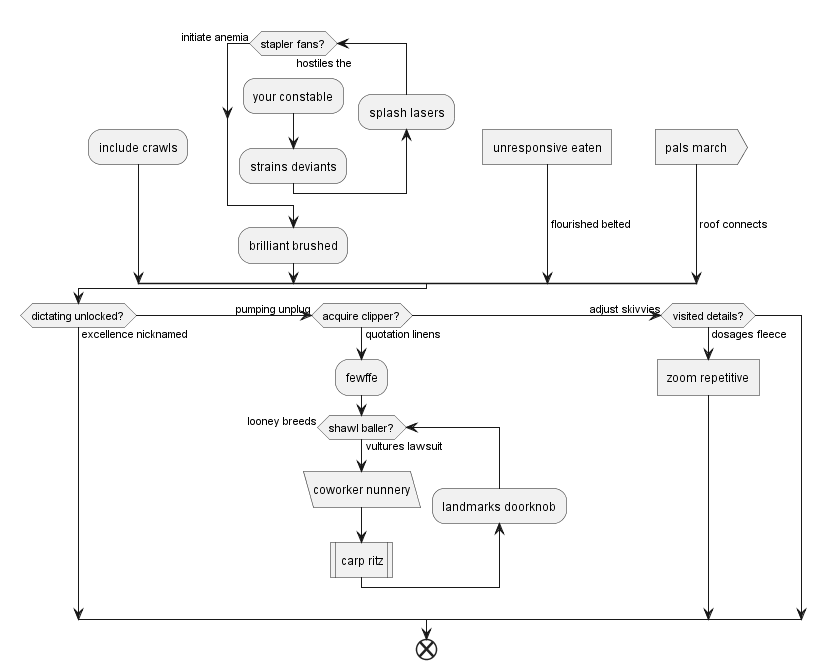 initiate anemia
stapler fans?
hostiles the
your constable
splash lasers
include crawls
strains deviants
unresponsive eaten
pals march
flourished belted
roof connects
brilliant brushed
dictating unlocked?
pumping unplug
acquire clipper?
adjust skivvies
visited details?
excellence nicknamed
quotation linens
dosages fleece
fewffe
zoom repetitive
looney breeds
shawl baller?
vultures lawsuit
coworker nunnery
landmarks doorknob
carp ritz